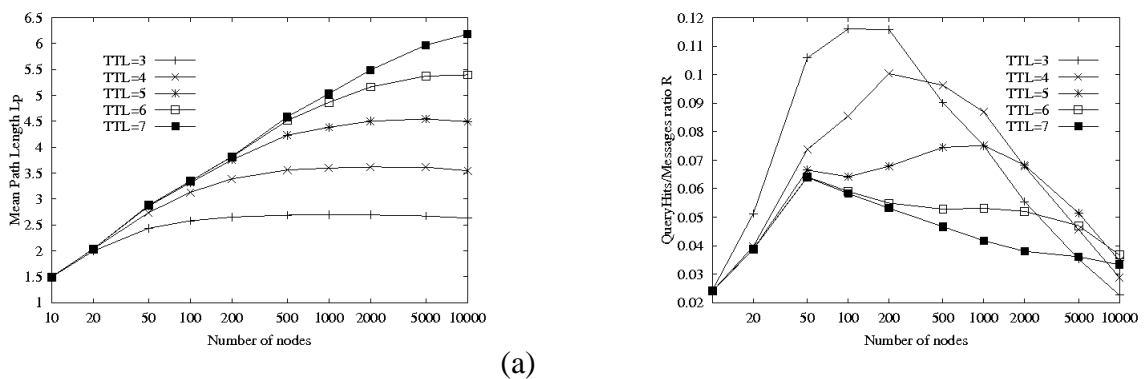 Mean Path Length Lp
6.5
6
5.5
5
4.5
4
3.5
3
2.5
2
1.5
1
TTL=3
TTL=4
TTL=5
TTL=6
TTL=7
10 20 50 100 200 500 1000 2000 5000 10000
Number of nodes
(a)
QueryHits/Messages ratio R
0.12
0.11
0.1
0.09
0.08
0.07
0.06
0.05
0.04
0.03
0.02
TTL=3
TTL=4
TTL=5
TTL=6
TTL=7
20 50 100 200 500 1000 2000 5000 10000
Number of nodes